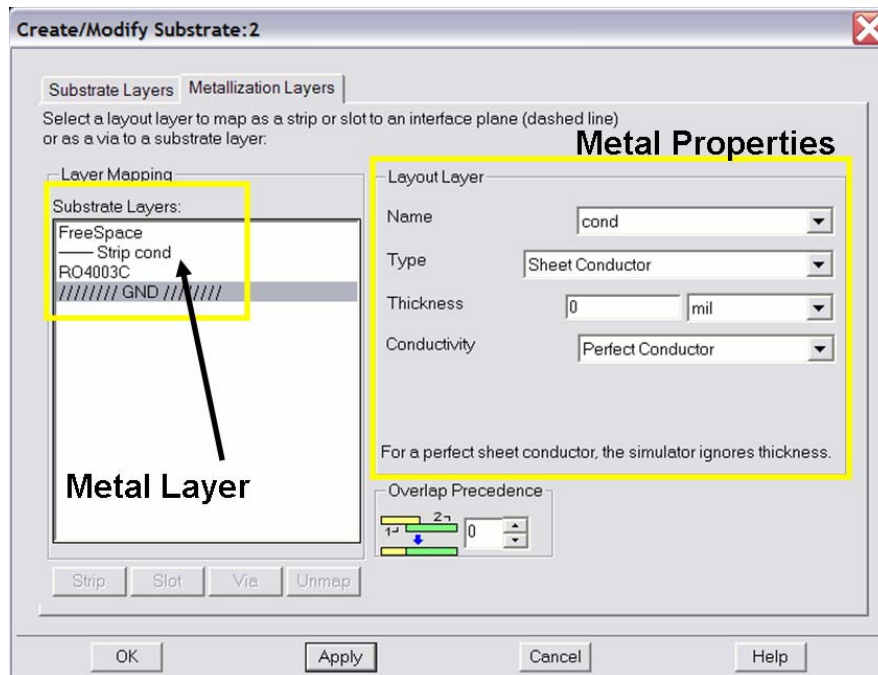 Create/Modify Substrate:2
Substrate Layers
Metallization Layers
Select a layout layer to map as a strip or slot to an interface plane (dashed line)
or as a via to a substrate layer:
Metal Properties
Layer Mapping
Substrate Layers:
FreeSpace
—— Strip cond
RO4003C
//////// GND ////////
Metal Layer
Layout Layer
Name
cond
Type
Sheet Conductor
Thickness
0
mil
Conductivity
Perfect Conductor
For a perfect sheet conductor, the simulator ignores thickness.
Overlap Precedence
1
2
0
Strip
Slot
Via
Unmap
OK
Apply
Cancel
Help